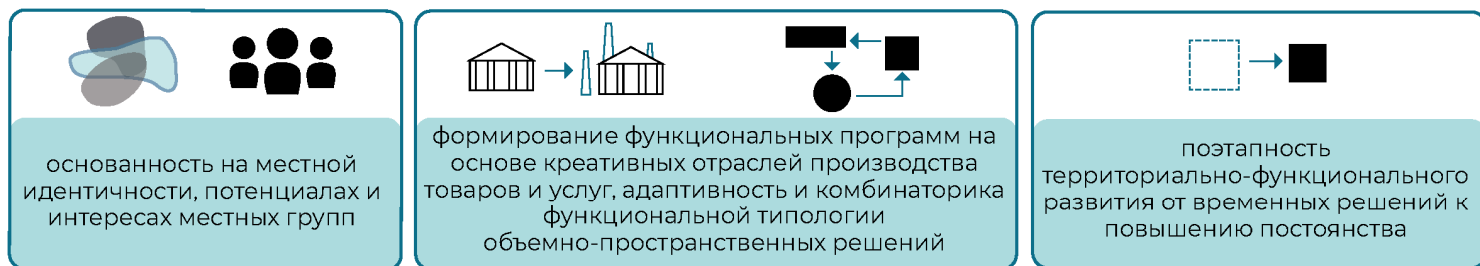 основанность на местной
идентичности, потенциалах и
интересах местных групп
формирование функциональных программ на
основе креативных отраслей производства
товаров и услуг, адаптивность и комбинаторика
функциональной типологии
объемно-пространственных решений
поэтапность
территориально-функционального
развития от временных решений к
повышению постоянства